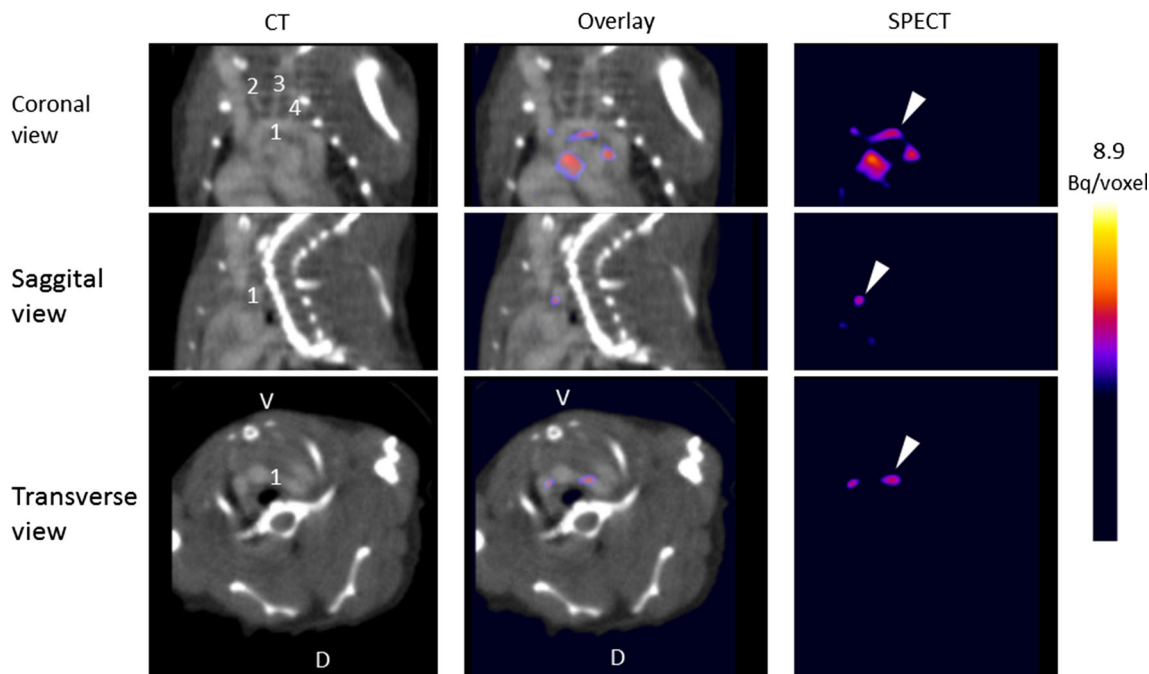 CT Overlay SPECT
Coronal
view
2 3
4
1
8.9
Bq/voxel
Saggital
view
1
Transverse
view
V V
1
D D